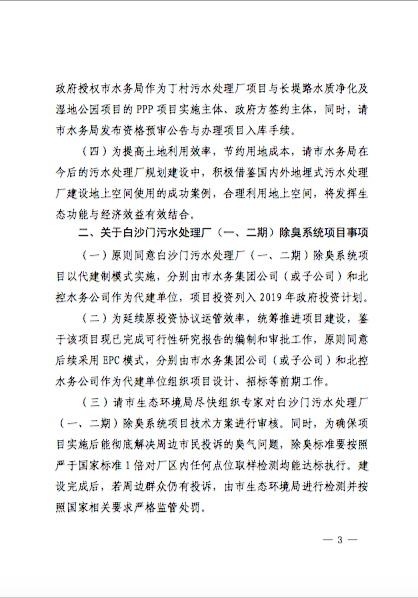 政府授权市水务局作为丁村污水处理厂项目与长堤路水质净化及
湿地公园项目的 PPP 项目实施主体、政府方签约主体，同时，请
市水务局发布资格预审公告与办理项目入库手续。
（四）为提高土地利用效率，节约用地成本，请市水务局在
今后的污水处理厂规划建设中，积极借鉴国内外地埋式污水处理
厂建设地上空间使用的成功案例，合理利用地上空间，将发挥生
态功能与经济效益有效结合。
二、关于白沙门污水处理厂（一、二期）除臭系统项目事项
（一）原则同意白沙门污水处理厂（一、二期）除臭系统项
目以代建制模式实施，分别由市水务集团公司（或子公司）和北
控水务公司作为代建单位，项目投资列入 2019 年政府投资计划。
（二）为延续原投资协议运管效率，统筹推进项目建设，鉴
于该项目现已完成可行性研究报告的编制和审批工作，原则同意
后续采用 EPC 模式，分别由市水务集团公司（或子公司）和北控
水务公司作为代建单位组织项目设计、招标等前期工作。
（三）请市生态环境局尽快组织专家对白沙门污水处理厂
（一、二期）除臭系统项目技术方案进行审核。同时，为确保项
目实施后能彻底解决周边市民投诉的臭气问题，除臭标准要按照
严于国家标准 1 倍对厂区内任何点位取样检测均能达标执行。建
设完成后，若周边群众仍有投诉，由市生态环境局进行检测并按
照国家相关要求严格监管处罚。
— 3 —